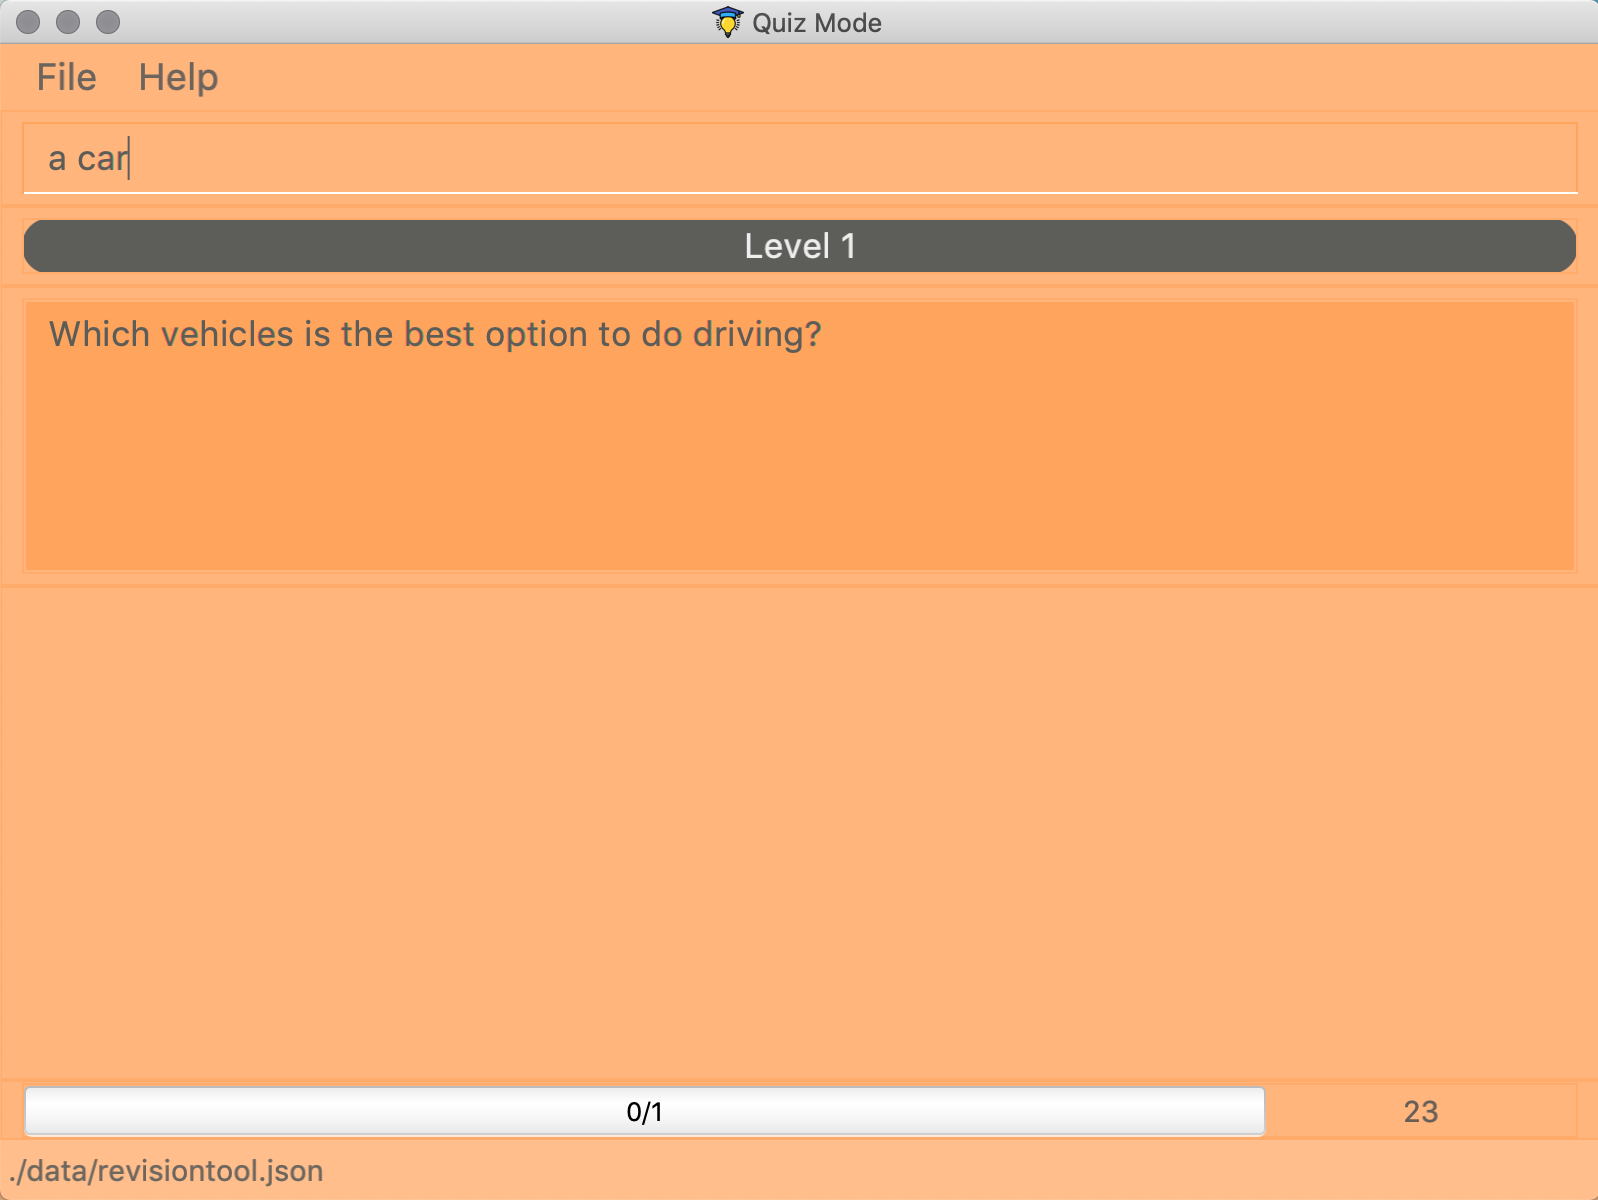 Quiz Mode
File Help
a car
Level 1
Which vehicles is the best option to do driving?
0/1 23
./data/revisiontool.json